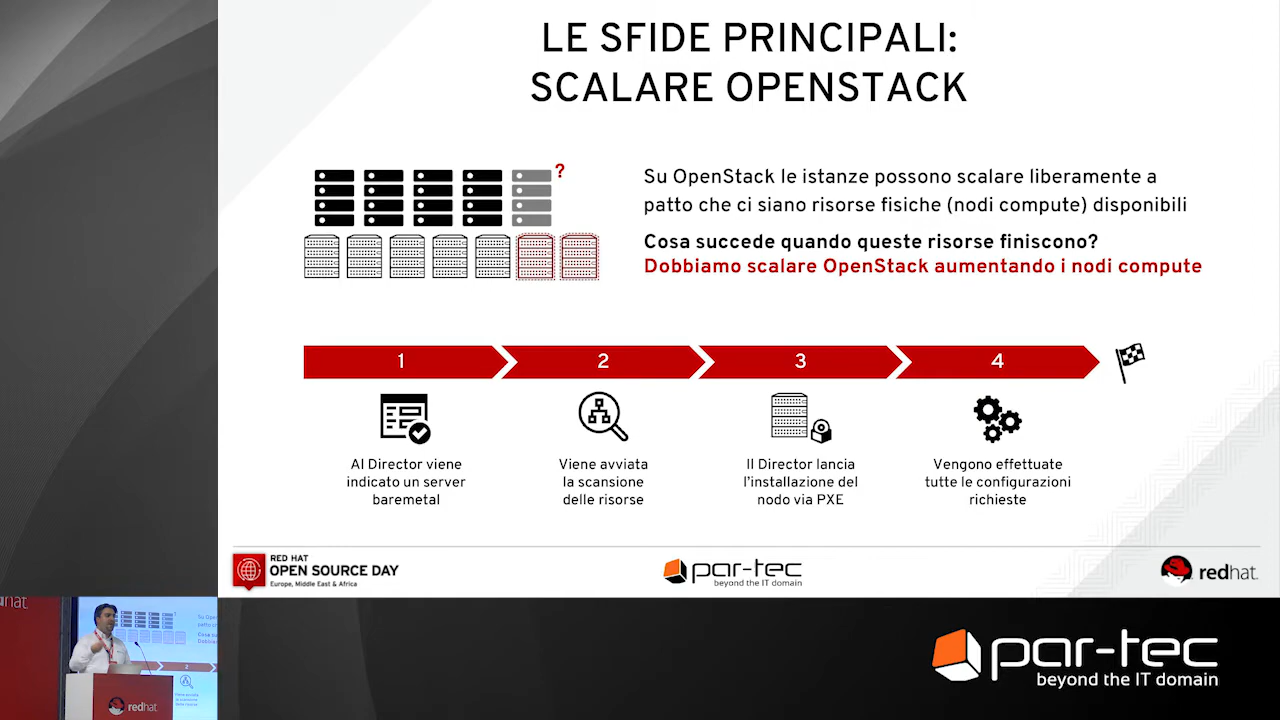 LE SFIDE PRINCIPALI:
SCALARE OPENSTACK
?
Su OpenStack le istanze possono scalare liberamente a
patto che ci siano risorse fisiche (nodi compute) disponibili
Cosa succede quando queste risorse finiscono?
Dobbiamo scalare OpenStack aumentando i nodi compute
1
2
3
4
Al Director viene
indicato un server
baremetal
Viene avviata
la scansione
delle risorse
Il Director lancia
l'installazione del
nodo via PXE
Vengono effettuate
tutte le configurazioni
richieste
RED HAT
OPEN SOURCE DAY
Europe, Middle East & Africa
par-tec
beyond the IT domain
redhat.
par-tec
beyond the IT domain
redhat